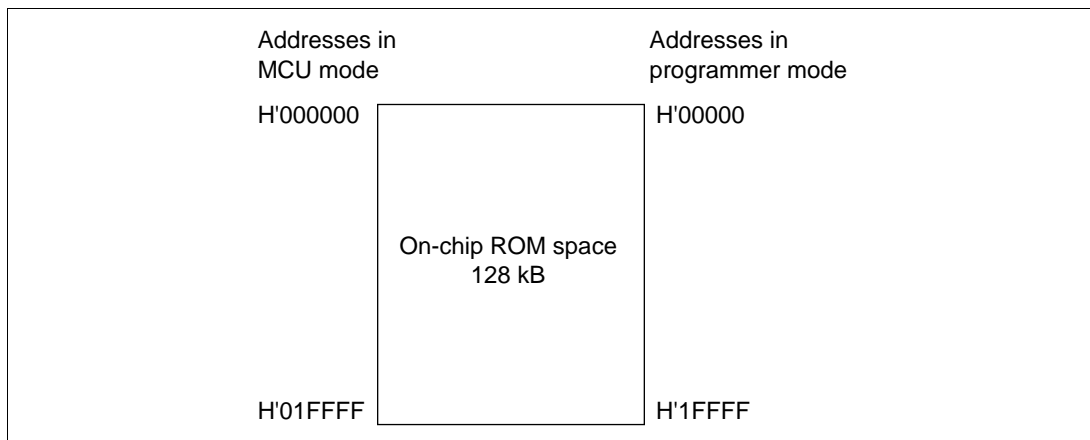 Addresses in
MCU mode
Addresses in
programmer mode
H'000000
H'00000
On-chip ROM space
128 kB
H'01FFFF
H'1FFFF